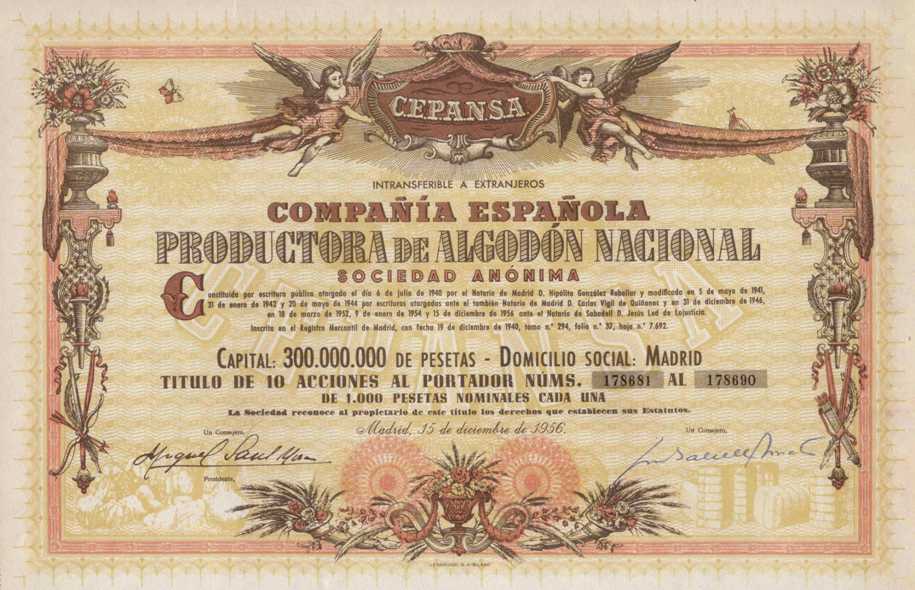 C.E.P.A.N.S.A.
INTRANSFERIBLE A EXTRANJEROS
COMPAÑÍA ESPAÑOLA
PRODUCTORA DE ALGODÓN NACIONAL
SOCIEDAD ANÓNIMA
CEPANSA
Constituida por escritura pública otorgada el día 6 de julio de 1940 por el Notario de Madrid D. Hipólito González Rebollar y modificada en 5 de mayo de 1941,
31 de enero de 1942 y 20 de mayo de 1944 por escrituras otorgadas ante el también Notario de Madrid D. Carlos Vigil de Quiñones y en 31 de diciembre de 1946,
en 18 de marzo de 1952, 9 de enero de 1954 y 15 de diciembre de 1956 ante el Notario de Sabadell D. Jesús Led de Lajusticia.
Inscrita en el Registro Mercantil de Madrid, con fecha 19 de diciembre de 1940, tomo n.° 294, folio n.° 37, hoja n.° 7.692.
CAPITAL: 300.000.000 DE PESETAS - DOMICILIO SOCIAL: MADRID
TITULO DE 10 ACCIONES AL PORTADOR NÚMS. 178681 AL 178690
DE 1.000 PESETAS NOMINALES CADA UNA
La Sociedad reconoce al propietario de este título los derechos que establecen sus Estatutos.
Madrid, 15 de diciembre de 1956.
Un Consejero, Un Consejero,
Presidente,